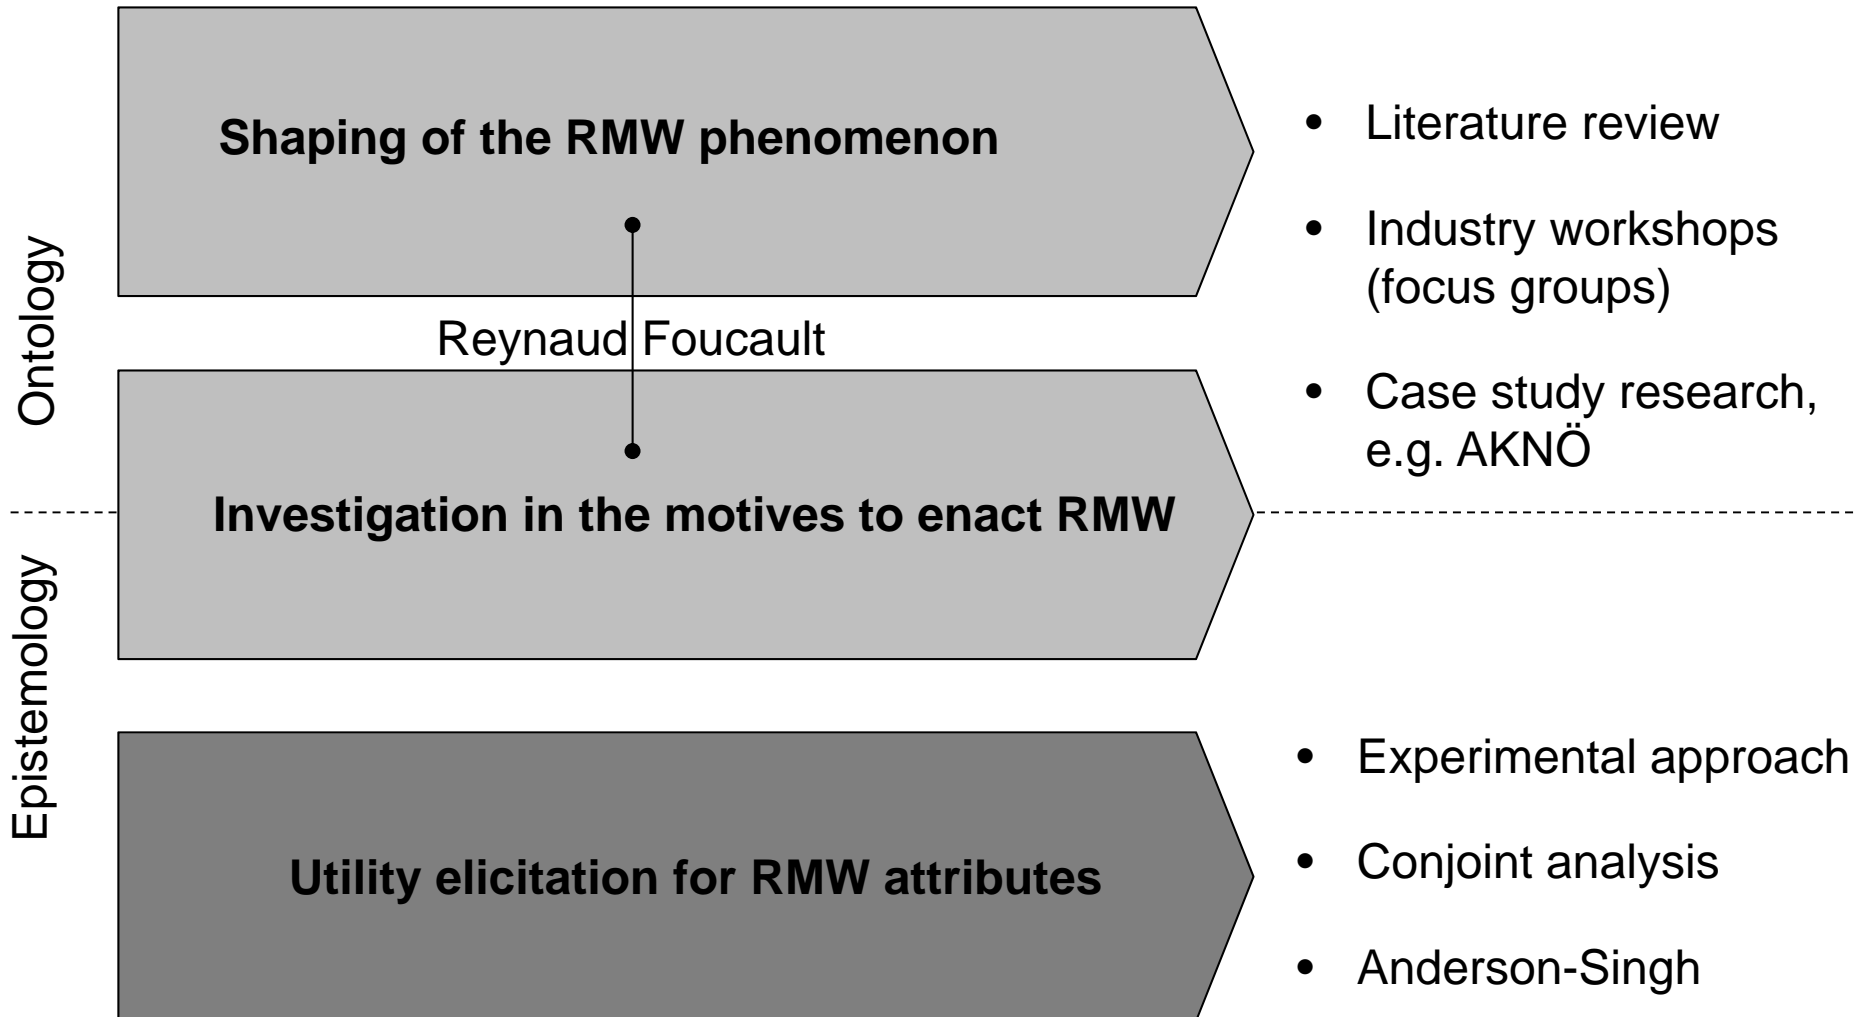 Ontology
Epistemology
Shaping of the RMW phenomenon
Reynaud Foucault
Investigation in the motives to enact RMW
Utility elicitation for RMW attributes
• Literature review
• Industry workshops
(focus groups)
• Case study research,
e.g. AKNÖ
• Experimental approach
• Conjoint analysis
• Anderson-Singh